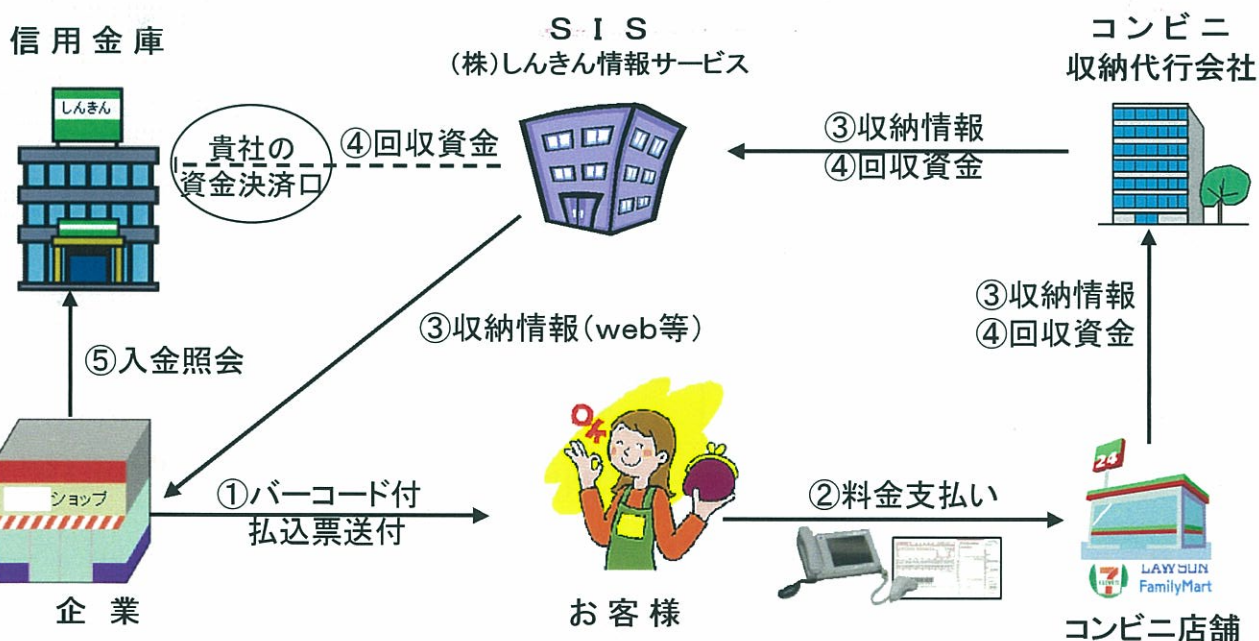 信用金庫
SIS
(株)しんきん情報サービス
コンビニ
収納代行会社
しんきん
貴社の
資金決済口
④回収資金
③収納情報
④回収資金
③収納情報
④回収資金
③収納情報(web等)
⑤入金照会
OK
24
ショップ
①バーコード付
払込票送付
②料金支払い
7
ELEVEN
LAWSON
FamilyMart
企業
お客様
コンビニ店舗